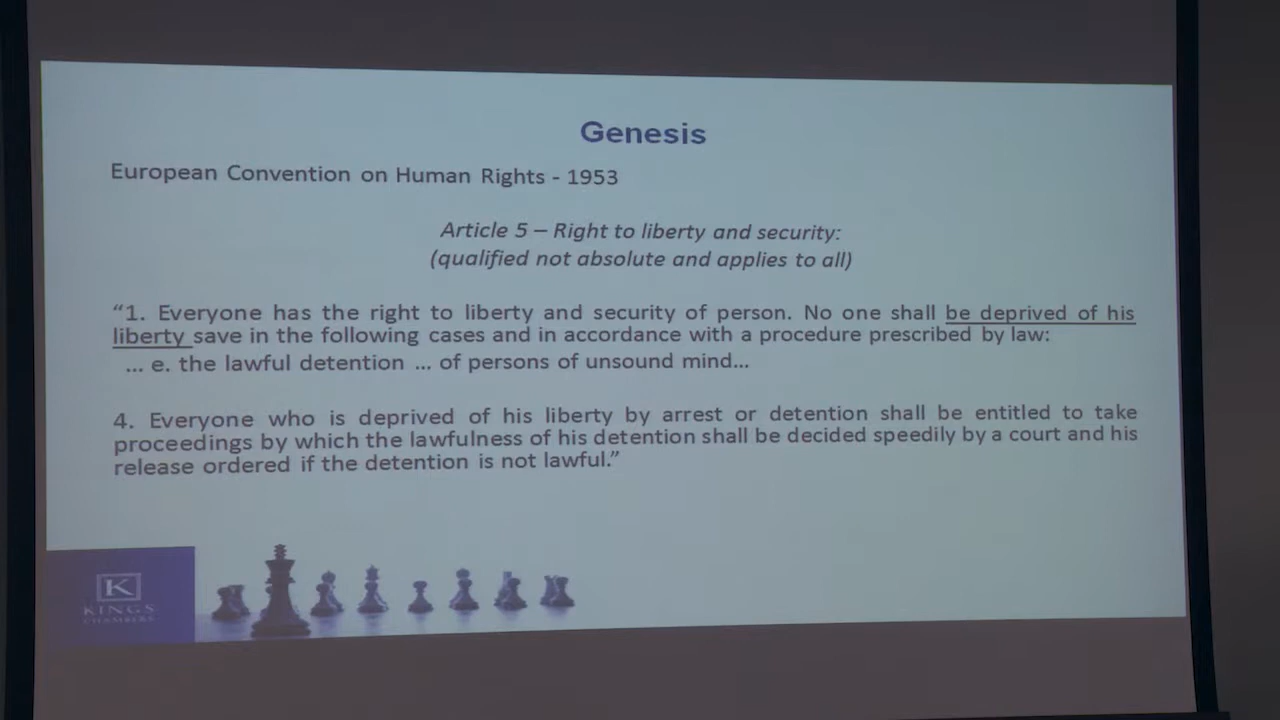 Genesis
European Convention on Human Rights - 1953
Article 5 – Right to liberty and security:
(qualified not absolute and applies to all)
“1. Everyone has the right to liberty and security of person. No one shall be deprived of his
liberty save in the following cases and in accordance with a procedure prescribed by law:
... e. the lawful detention ... of persons of unsound mind...
4. Everyone who is deprived of his liberty by arrest or detention shall be entitled to take
proceedings by which the lawfulness of his detention shall be decided speedily by a court and his
release ordered if the detention is not lawful.”
K
KINGS
CHAMBERS